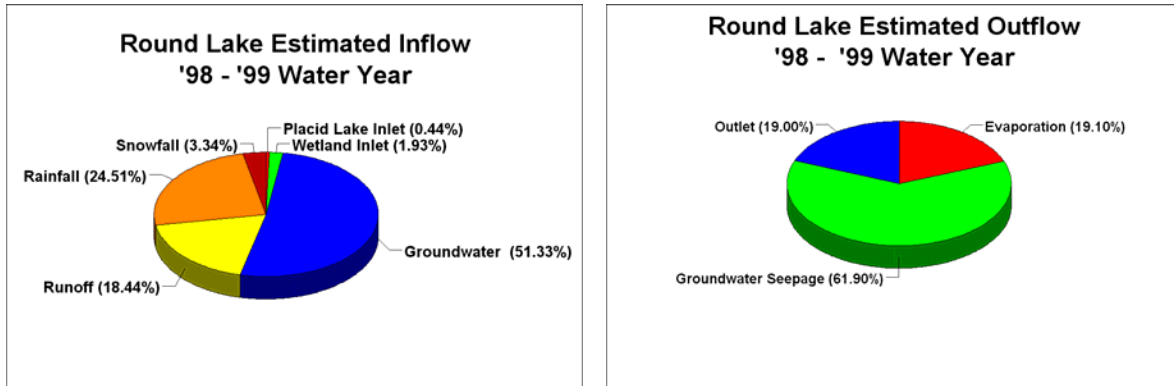 Round Lake Estimated Inflow
'98 - '99 Water Year
Placid Lake Inlet (0.44%)
Snowfall (3.34%)
Wetland Inlet (1.93%)
Rainfall (24.51%)
Groundwater (51.33%)
Runoff (18.44%)
Round Lake Estimated Outflow
'98 - '99 Water Year
Outlet (19.00%)
Evaporation (19.10%)
Groundwater Seepage (61.90%)